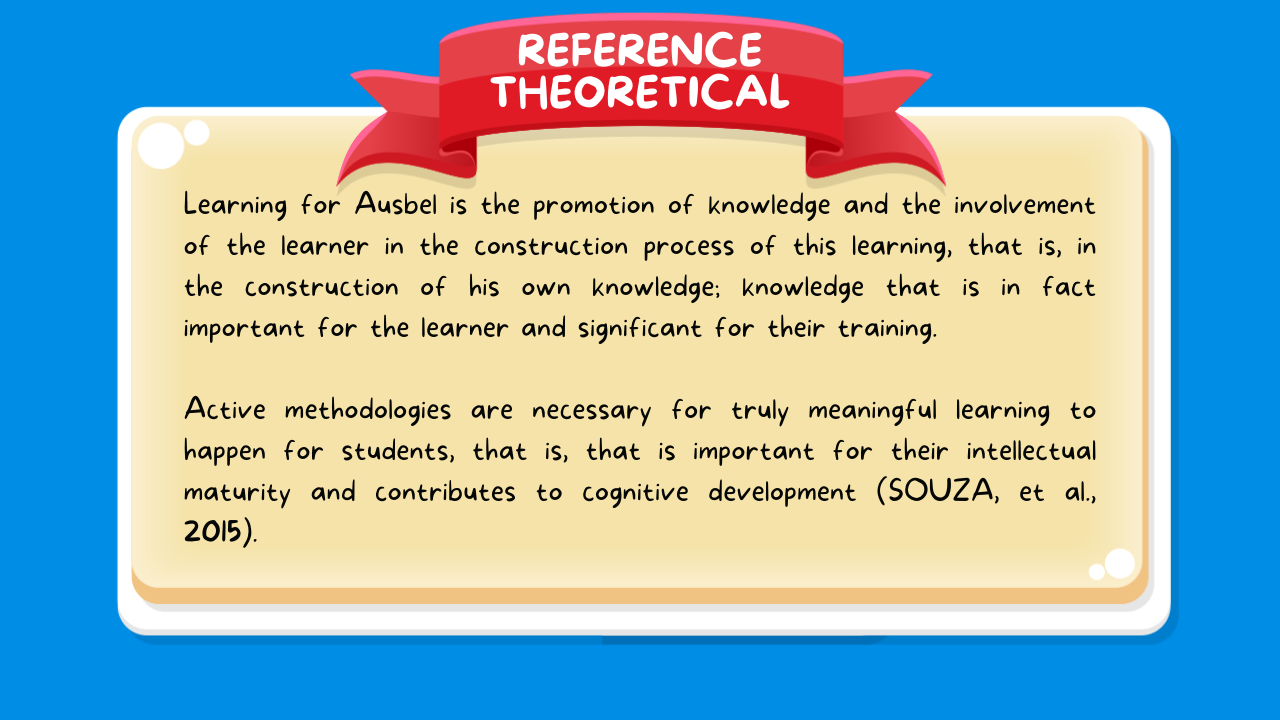 REFERENCE
THEORETICAL
Learning for Ausbel is the promotion of knowledge and the involvement
of the learner in the construction process of this learning, that is, in
the construction of his own knowledge; knowledge that is in fact
important for the learner and significant for their training.
Active methodologies are necessary for truly meaningful learning to
happen for students, that is, that is important for their intellectual
maturity and contributes to cognitive development (SOUZA, et al.,
2015).